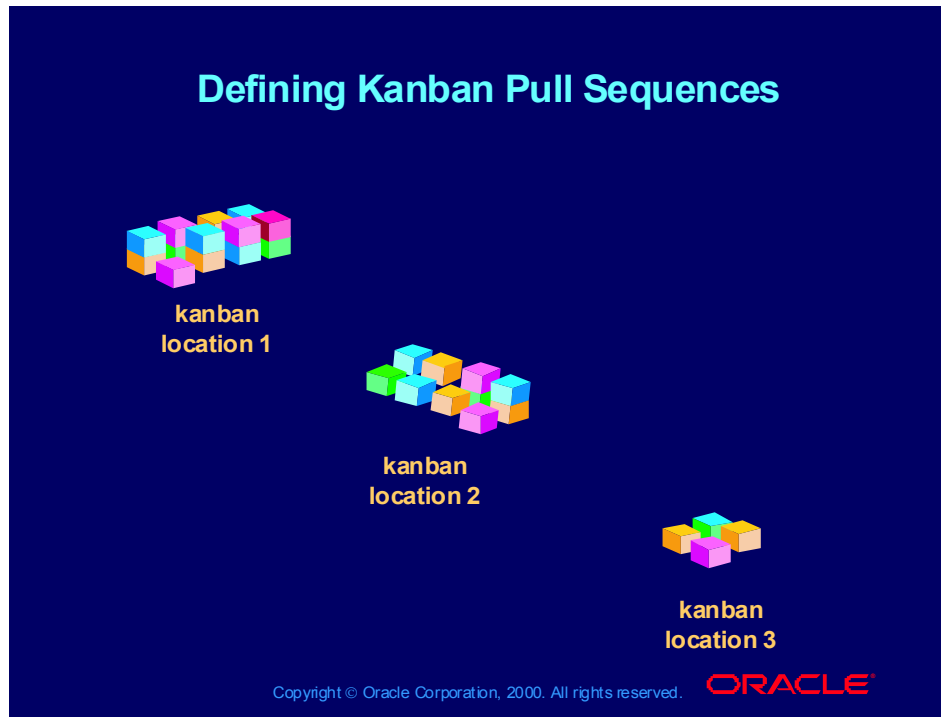 Defining Kanban Pull Sequences
kanban
location 1
kanban
location 2
kanban
location 3
Copyright © Oracle Corporation, 2000. All rights reserved.
ORACLE®